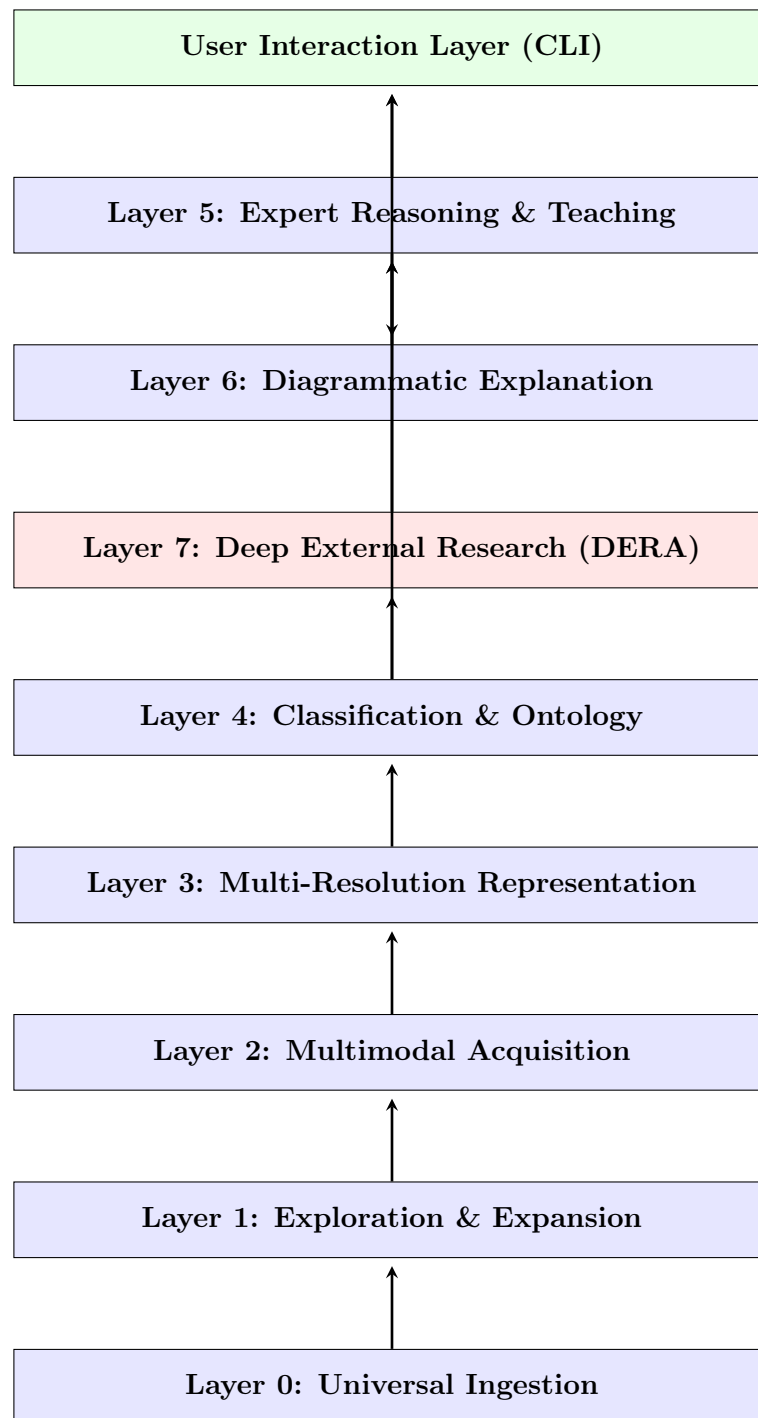 User Interaction Layer (CLI)
Layer 5: Expert Reasoning & Teaching
Layer 6: Diagrammatic Explanation
Layer 7: Deep External Research (DERA)
Layer 4: Classification & Ontology
Layer 3: Multi-Resolution Representation
Layer 2: Multimodal Acquisition
Layer 1: Exploration & Expansion
Layer 0: Universal Ingestion